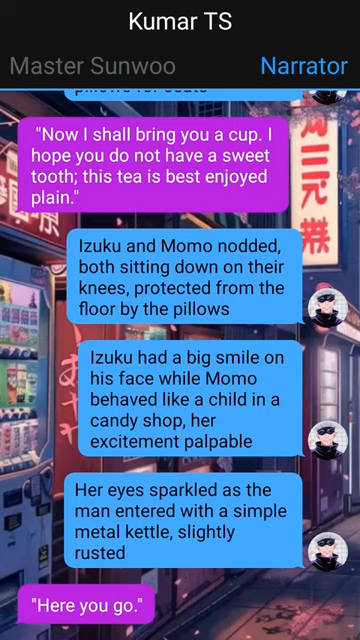 Kumar TS
Master Sunwoo
Narrator
"Now I shall bring you a cup. I
hope you do not have a sweet
tooth; this tea is best enjoyed
plain."
Izuku and Momo nodded,
both sitting down on their
knees, protected from the
floor by the pillows
Izuku had a big smile on
his face while Momo
behaved like a child in a
candy shop, her
excitement palpable
Her eyes sparkled as the
man entered with a simple
metal kettle, slightly
rusted
"Here you go."